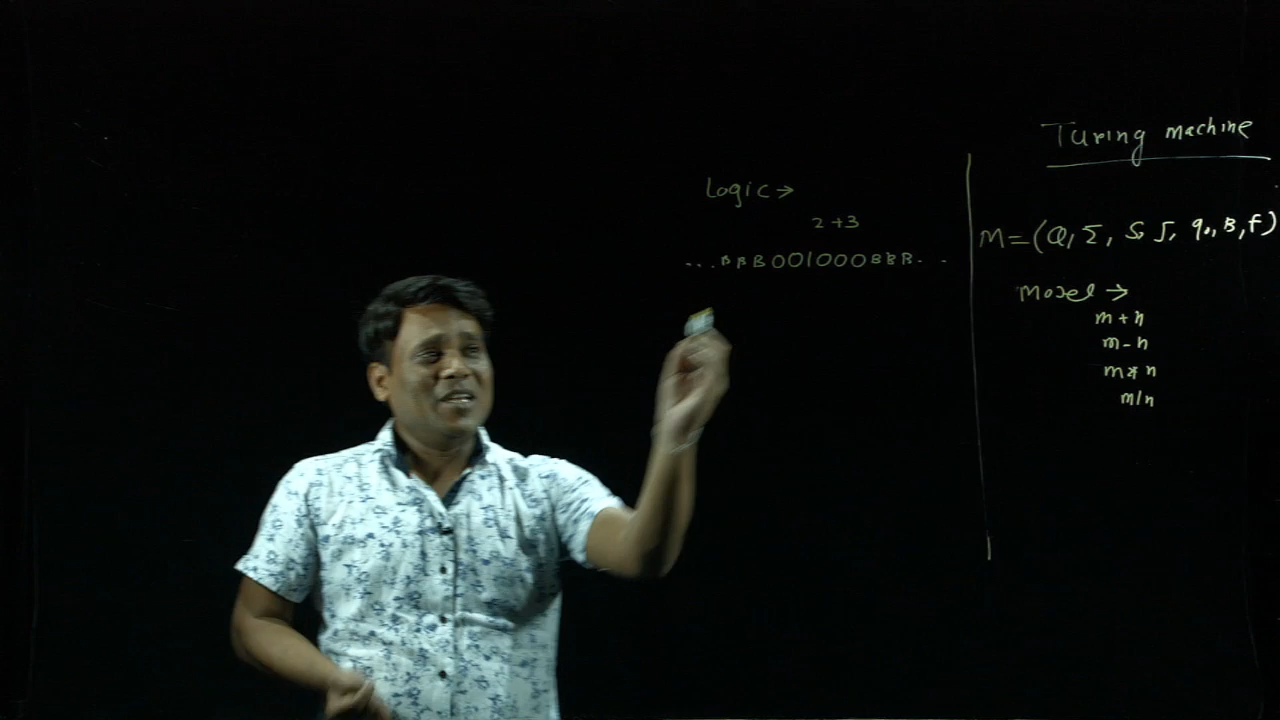 Turing machine
Logic →
2+3
...BBB001000BBB...
M=(Q, Σ, S, δ, q₀, B, F)
Model →
m + n
m - n
m * n
m/n